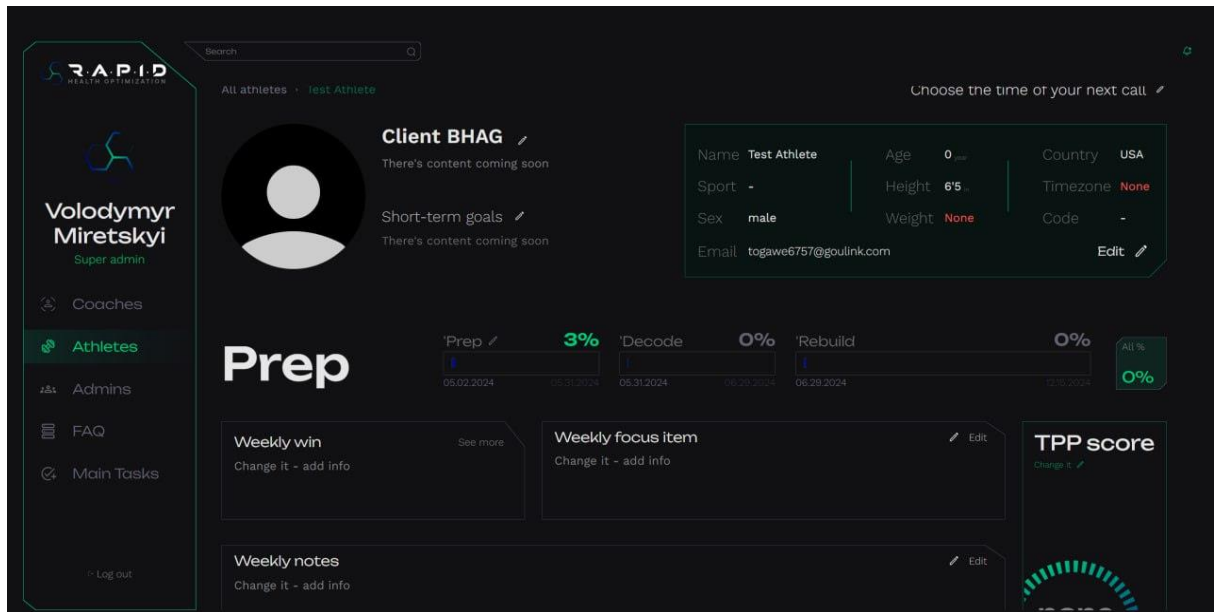 Search
R·A·P·I·D
HEALTH OPTIMIZATION
All athletes · Test Athlete
Choose the time of your next call
Volodymyr
Miretskyi
Super admin
Coaches
Athletes
Admins
FAQ
Main Tasks
Log out
Client BHAG
There's content coming soon
Short-term goals
There's content coming soon
Name Test Athlete Age 0 year Country USA
Sport - Height 6'5 Timezone None
Sex male Weight None Code -
Email togawe6757@goulink.com Edit
Prep
'Prep 3% 'Decode 0% 'Rebuild 0% All %
05.02.2024 05.31.2024 05.31.2024 06.29.2024 06.29.2024 12.15.2024 0%
Weekly win See more
Change it - add info
Weekly focus item Edit
Change it - add info
TPP score
Change it
Weekly notes Edit
Change it - add info